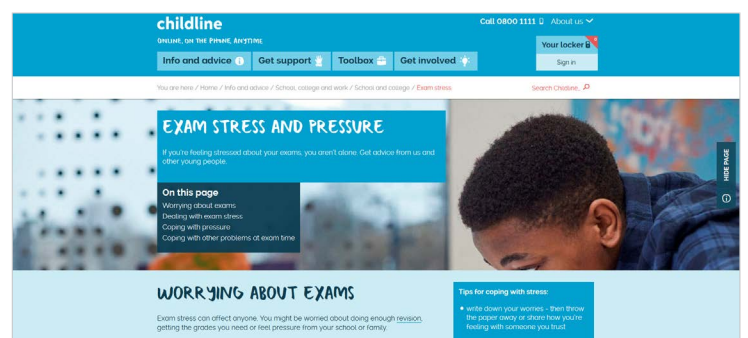 childline
ONLINE, ON THE PHONE, ANYTIME
Call 0800 1111
About us
Your locker
Sign in
Info and advice
Get support
Toolbox
Get involved
You are here / Home / Info and advice / School, college and work / School and college / Exam stress
Search Childline,
EXAM STRESS AND PRESSURE
If you're feeling stressed about your exams, you aren't alone. Get advice from us and
other young people.
On this page
Worrying about exams
Dealing with exam stress
Coping with pressure
Coping with other problems at exam time
HIDE PAGE
WORRYING ABOUT EXAMS
Exam stress can affect anyone. You might be worried about doing enough revision,
getting the grades you need or feel pressure from your school or family.
Tips for coping with stress:
write down your worries - then throw
the paper away or share how you're
feeling with someone you trust